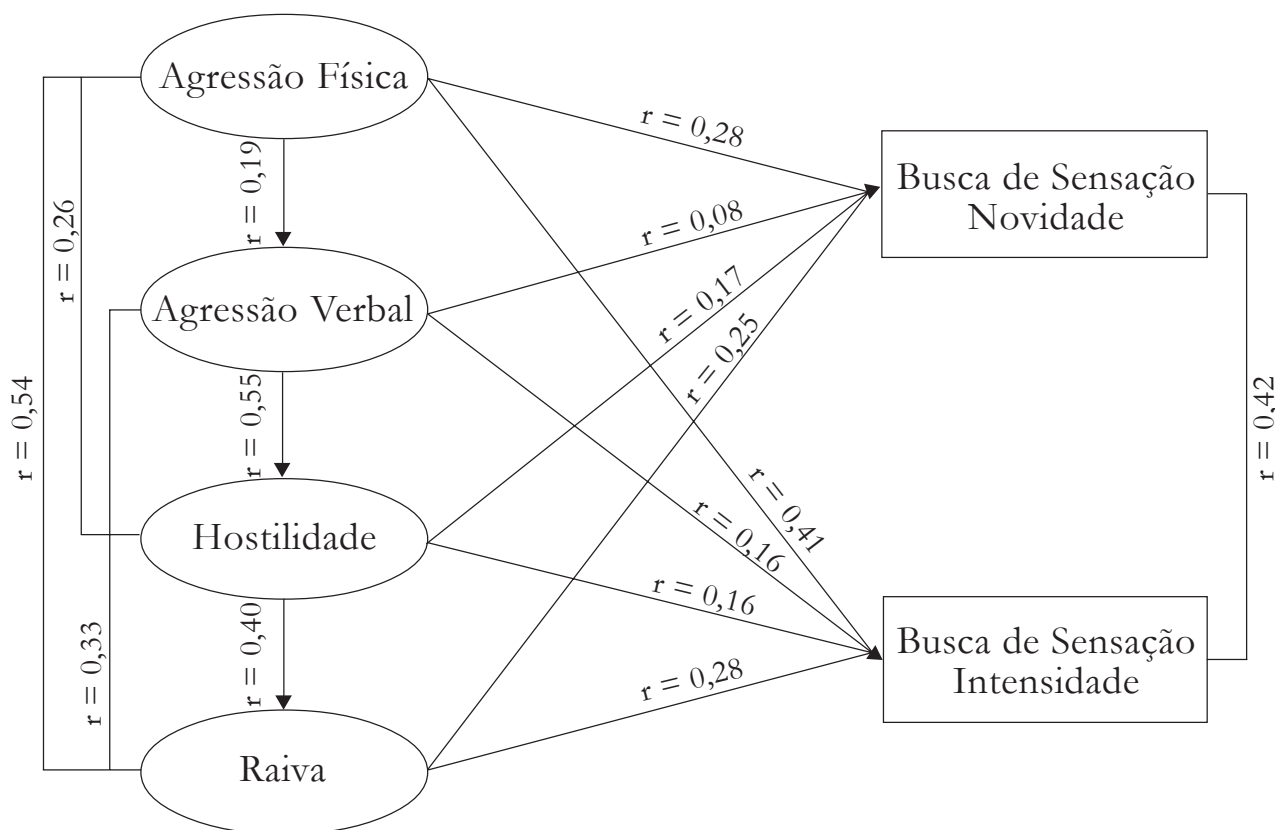 Agressão Física
r = 0,28
r = 0,19
Busca de Sensação
Novidade
r = 0,26
r = 0,08
r = 0,17
Agressão Verbal
r = 0,25
r = 0,54
r = 0,55
r = 0,42
r = 0,41
Hostilidade
r = 0,16
r = 0,16
r = 0,33
r = 0,40
Busca de Sensação
Intensidade
r = 0,28
Raiva